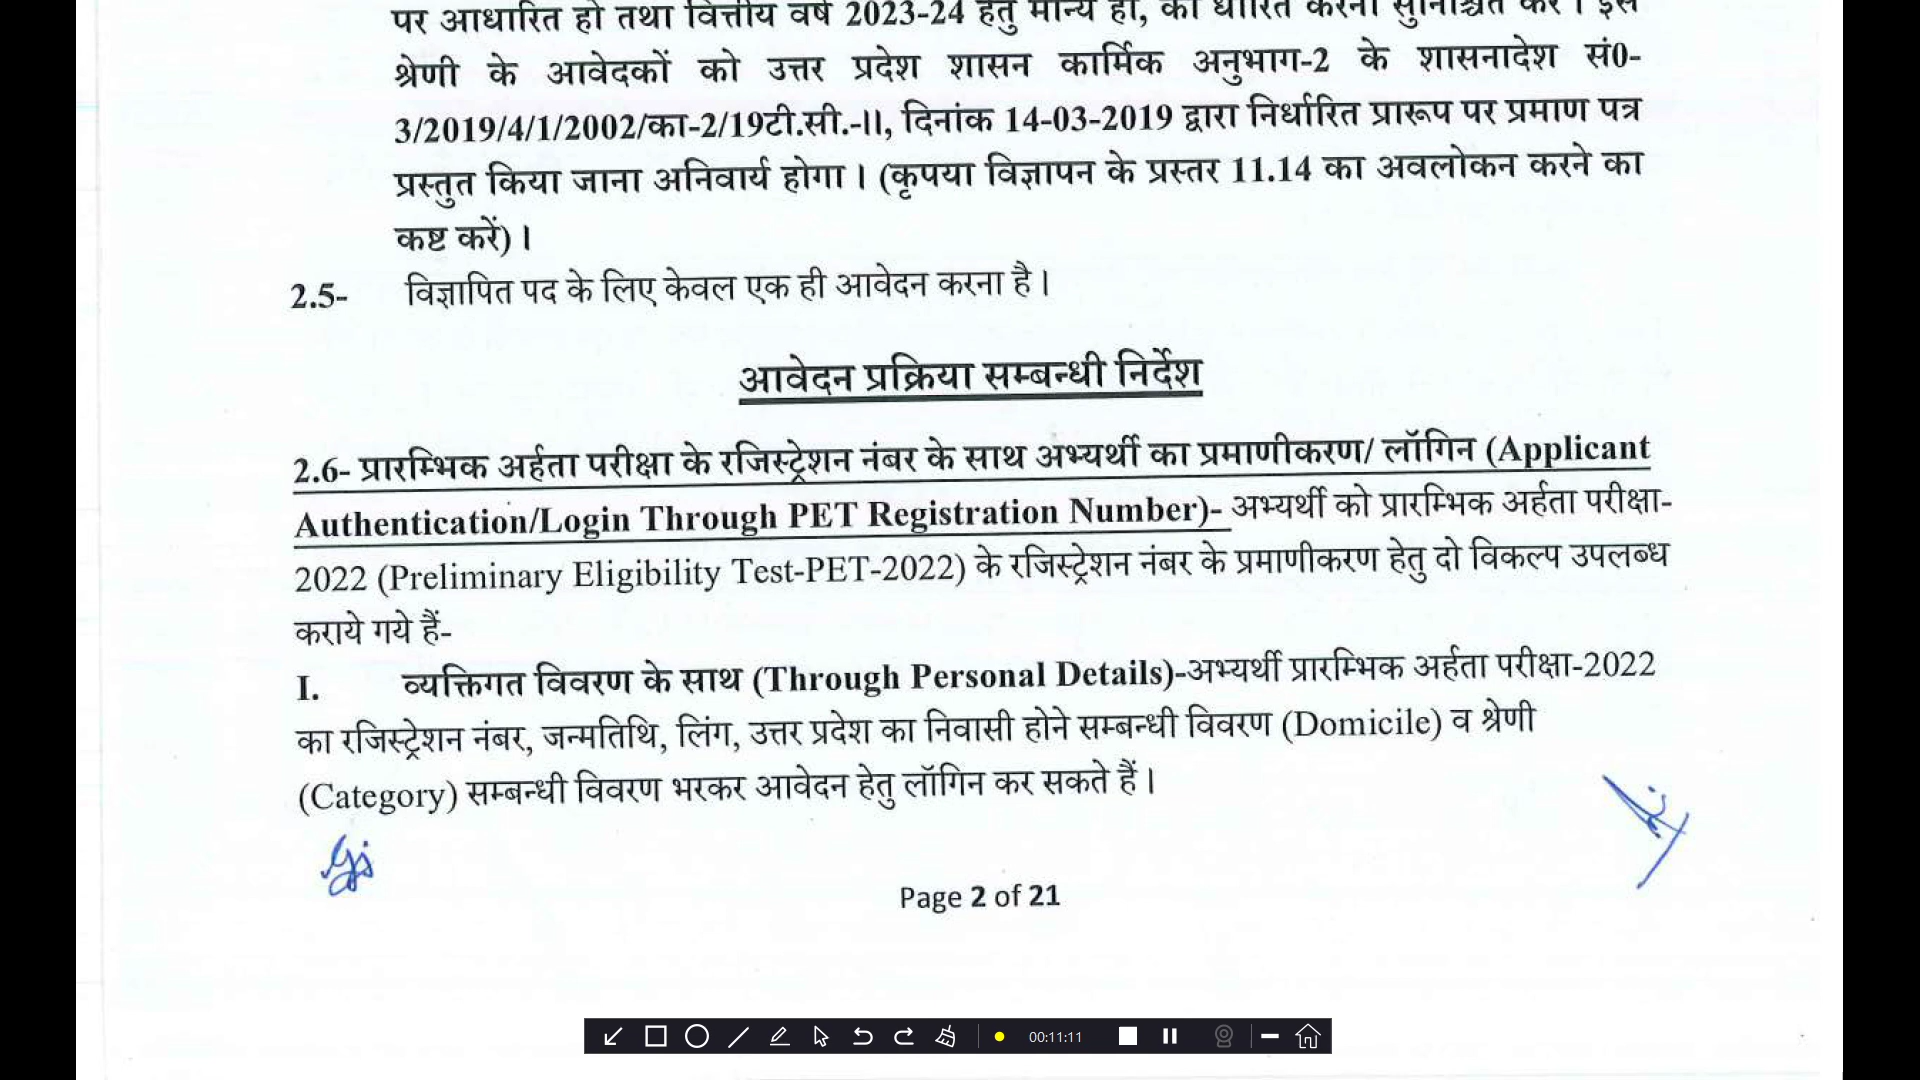 पर आधारित हो तथा वित्तीय वर्ष 2023-24 हेतु मान्य हो, को धारित करना सुनिश्चित करें। इस
श्रेणी के आवेदकों को उत्तर प्रदेश शासन कार्मिक अनुभाग-2 के शासनादेश सं0-
3/2019/4/1/2002/का-2/19टी.सी.-।।, दिनांक 14-03-2019 द्वारा निर्धारित प्रारूप पर प्रमाण पत्र
प्रस्तुत किया जाना अनिवार्य होगा। (कृपया विज्ञापन के प्रस्तर 11.14 का अवलोकन करने का
कष्ट करें)।
2.5- विज्ञापित पद के लिए केवल एक ही आवेदन करना है।
आवेदन प्रक्रिया सम्बन्धी निर्देश
2.6- प्रारम्भिक अर्हता परीक्षा के रजिस्ट्रेशन नंबर के साथ अभ्यर्थी का प्रमाणीकरण/ लॉगिन (Applicant
Authentication/Login Through PET Registration Number)- अभ्यर्थी को प्रारम्भिक अर्हता परीक्षा-
2022 (Preliminary Eligibility Test-PET-2022) के रजिस्ट्रेशन नंबर के प्रमाणीकरण हेतु दो विकल्प उपलब्ध
कराये गये हैं-
I. व्यक्तिगत विवरण के साथ (Through Personal Details)-अभ्यर्थी प्रारम्भिक अर्हता परीक्षा-2022
का रजिस्ट्रेशन नंबर, जन्मतिथि, लिंग, उत्तर प्रदेश का निवासी होने सम्बन्धी विवरण (Domicile) व श्रेणी
(Category) सम्बन्धी विवरण भरकर आवेदन हेतु लॉगिन कर सकते हैं।
Page 2 of 21
00:11:11